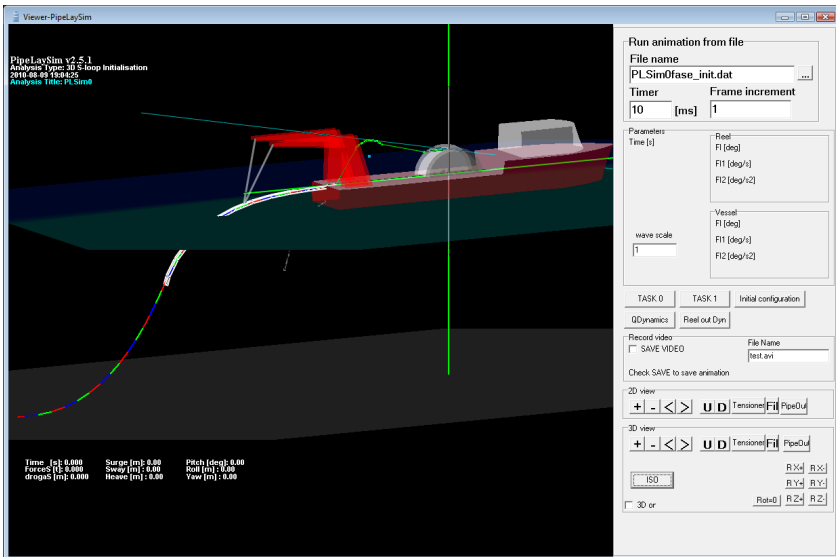 Viewer-PipeLaySim
PipeLaySim v2.5.1
Analysis Type: 3D S-loop Initialisation
2010-08-09 19:04:25
Analysis Title: PLSim0
Time [s]: 0.000 Surge [m]: 0.00 Pitch [deg]: 0.00
ForceS [t]: 0.000 Sway [m] : 0.00 Roll [m] : 0.00
drogaS [m]: 0.000 Heave [m] : 0.00 Yaw [m] : 0.00
Run animation from file
File name
PLSim0fase_init.dat ...
Timer Frame increment
10 [ms] 1
Parameters
Time [s]
Reel
FI [deg]
FI1 [deg/s]
FI2 [deg/s2]
Vessel
FI [deg]
FI1 [deg/s]
FI2 [deg/s2]
wave scale
1
TASK 0 TASK 1 Initial configuration
QDynamics Reel out Dyn
Record video
SAVE VIDEO File Name
test.avi
Check SAVE to save animation
2D view
+ - < > U D Tensioner Fil PipeOut
3D view
+ - < > U D Tensioner Fil PipeOut
ISO
R X+ R X-
R Y+ R Y-
Rot=0 R Z+ R Z-
3D or